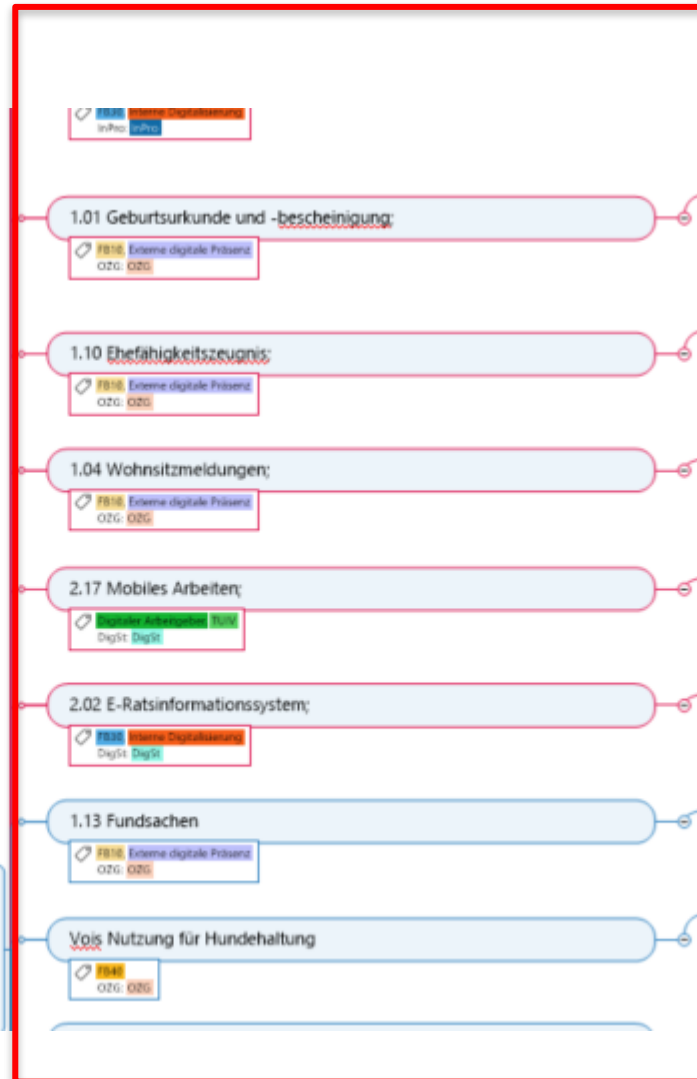 FB30, Interne Digitalisierung
InPro: InPro
1.01 Geburtsurkunde und -bescheinigung;
FB10, Externe digitale Präsenz
OZG: OZG
1.10 Ehefähigkeitszeugnis;
FB10, Externe digitale Präsenz
OZG: OZG
1.04 Wohnsitzmeldungen;
FB10, Externe digitale Präsenz
OZG: OZG
2.17 Mobiles Arbeiten;
Digitaler Arbeitgeber, TUIV
DigSt: DigSt
2.02 E-Ratsinformationssystem;
FB30, Interne Digitalisierung
DigSt: DigSt
1.13 Fundsachen
FB10, Externe digitale Präsenz
OZG: OZG
Vois Nutzung für Hundehaltung
FB40
OZG: OZG